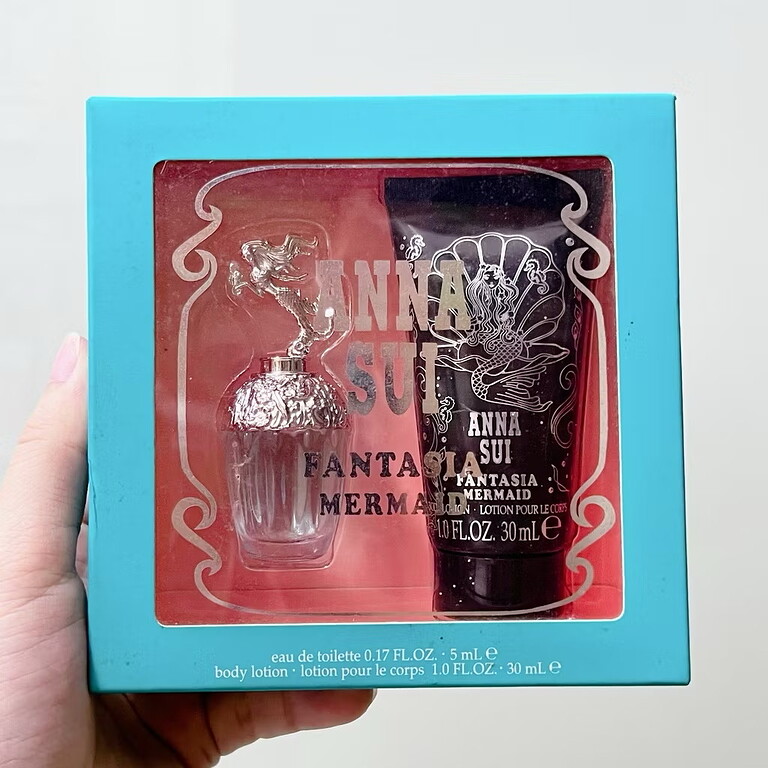 ANNA
SUI
FANTASIA
MERMAID
ANNA
SUI
FANTASIA
MERMAID
LOTION POUR LE CORPS
1.0 FL.OZ. 30 mL ℮
eau de toilette 0.17 FL.OZ. · 5 mL ℮
body lotion · lotion pour le corps 1.0 FL.OZ. · 30 mL ℮